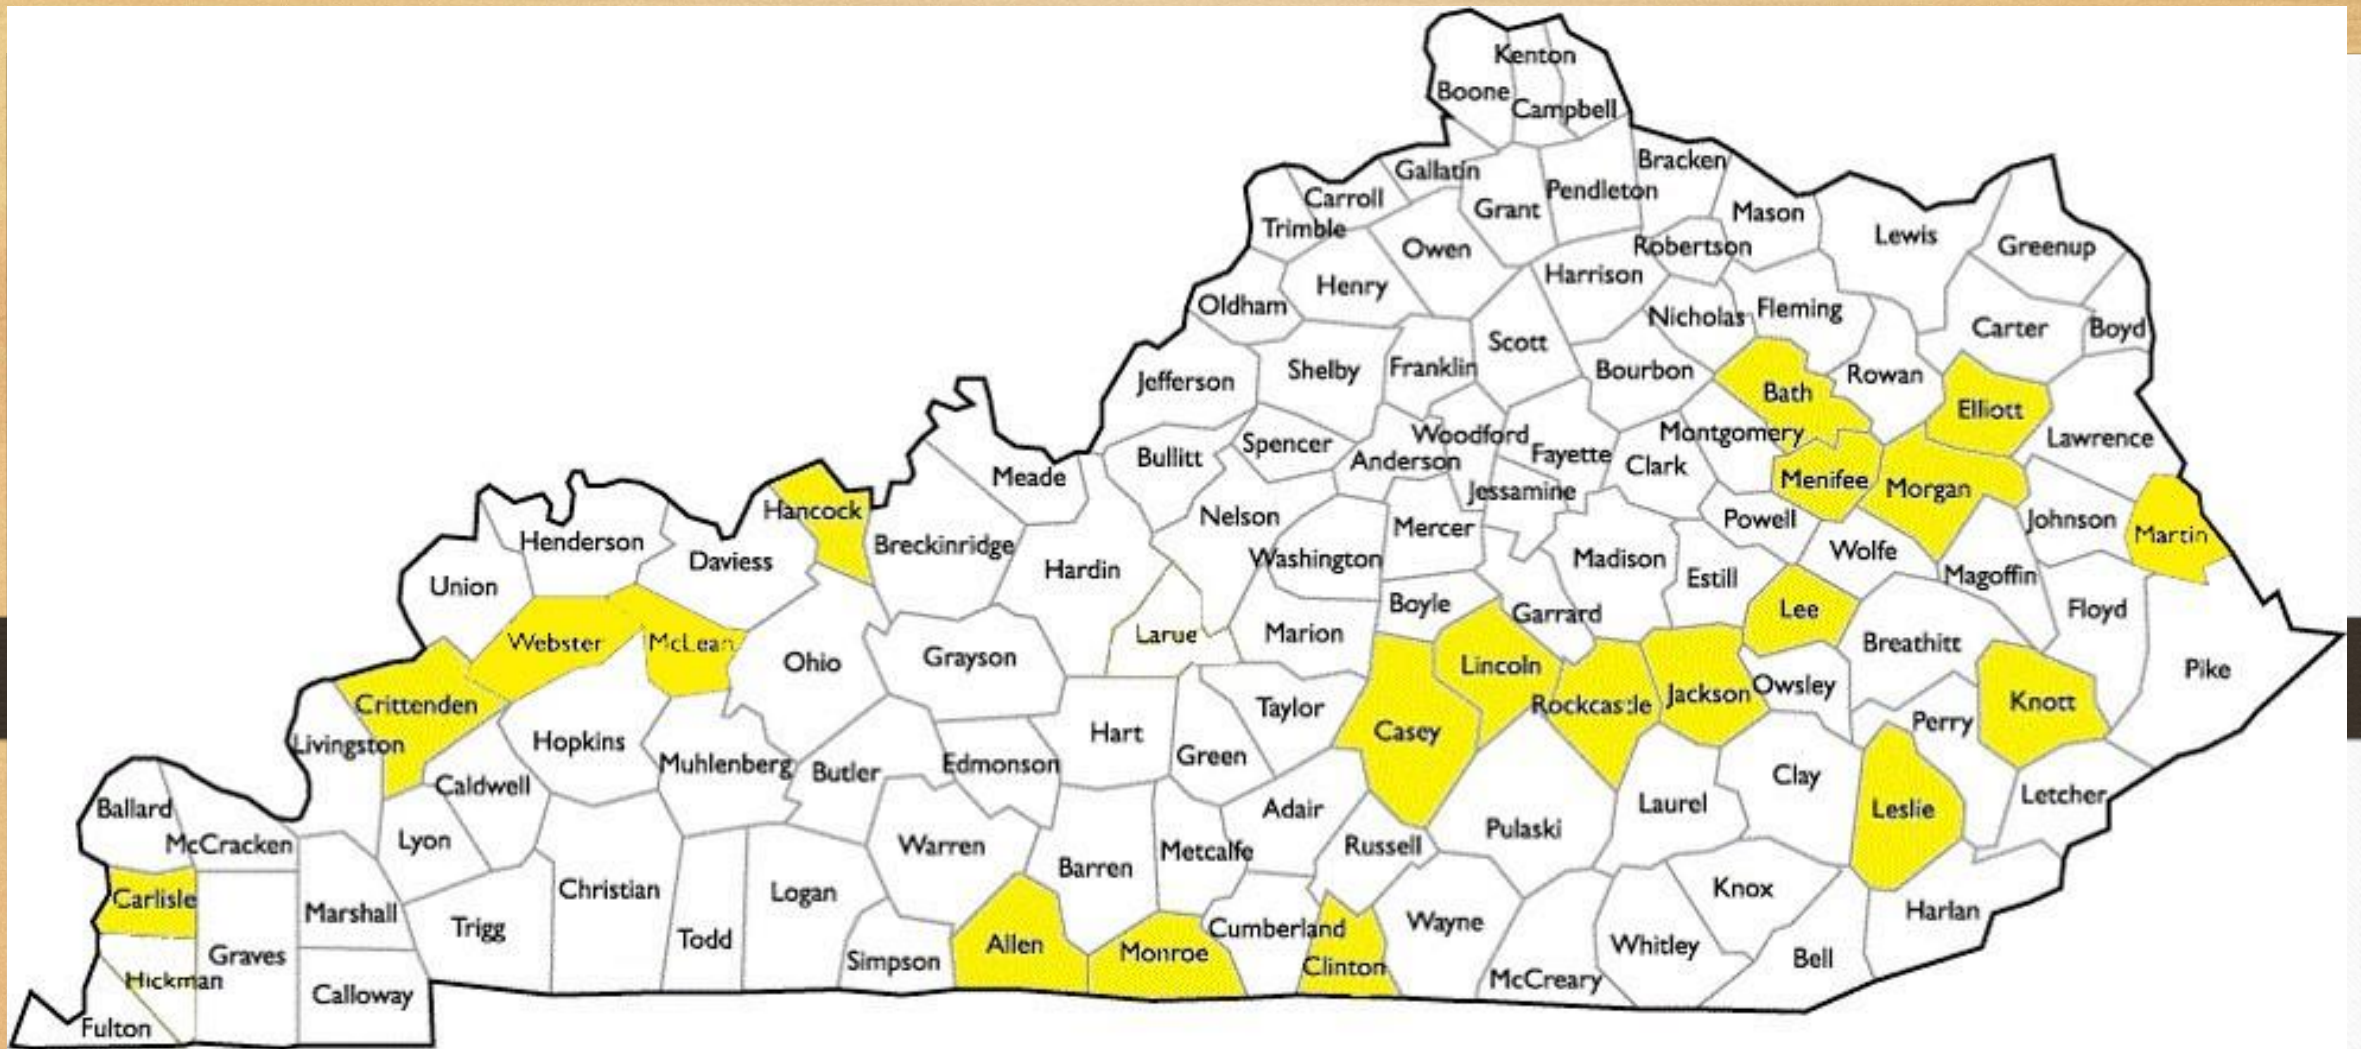 Kenton
Boone
Campbell
Bracken
Gallatin
Pendleton
Carroll
Grant
Mason
Trimble
Lewis
Owen
Robertson
Greenup
Harrison
Henry
Oldham
Nicholas
Fleming
Carter
Boyd
Scott
Shelby
Franklin
Bourbon
Rowan
Jefferson
Bath
Elliott
Woodford
Montgomery
Lawrence
Spencer
Fayette
Bullitt
Anderson
Clark
Meade
Menifee
Morgan
Jessamine
Hancock
Nelson
Powell
Johnson
Mercer
Martin
Henderson
Breckinridge
Daviess
Washington
Madison
Wolfe
Hardin
Estill
Magoffin
Union
Boyle
Lee
Floyd
Garrard
Larue
Marion
Webster
McLean
Breathitt
Ohio
Grayson
Lincoln
Pike
Owsley
Jackson
Knott
Crittenden
Rockcastle
Taylor
Perry
Casey
Hart
Livingston
Hopkins
Green
Muhlenberg
Edmonson
Butler
Clay
Caldwell
Letcher
Laurel
Ballard
Adair
Leslie
Pulaski
Lyon
McCracken
Warren
Russell
Metcalfe
Barren
Christian
Knox
Logan
Carlisle
Marshall
Harlan
Wayne
Cumberland
Trigg
Todd
Allen
Whitley
Monroe
Graves
Bell
Simpson
Clinton
Hickman
McCreary
Calloway
Fulton